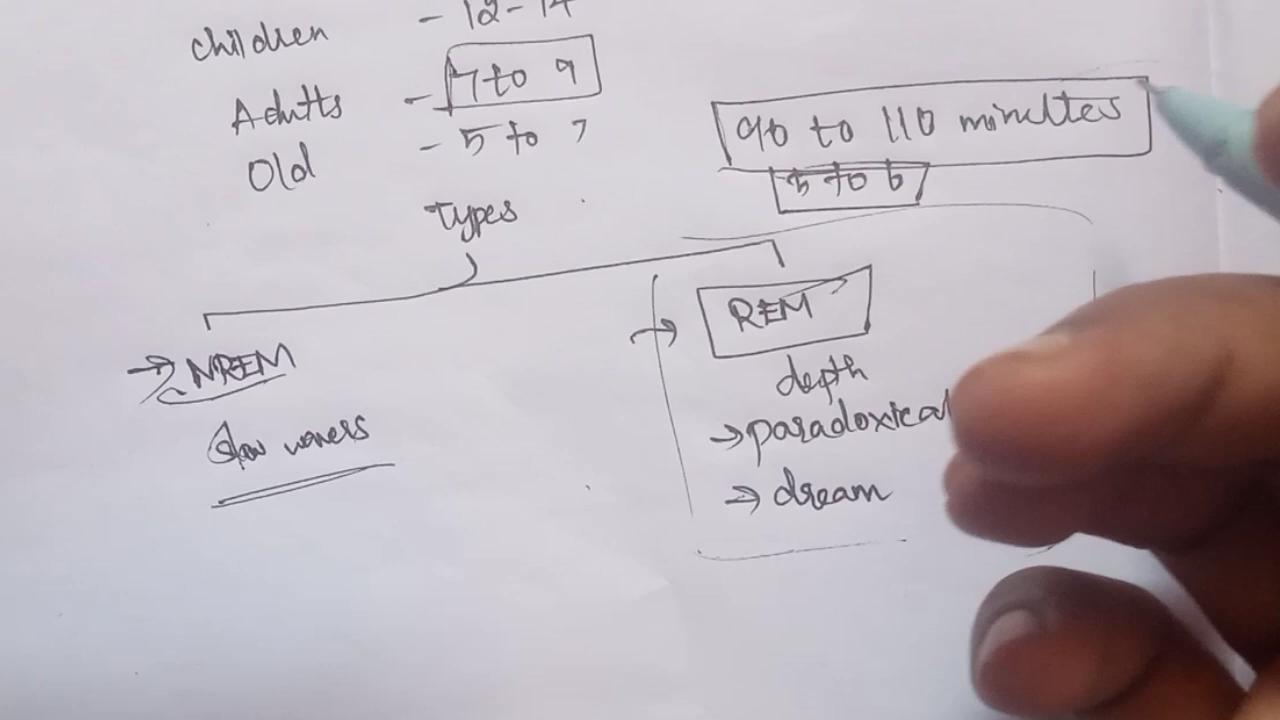 children - 12-14
Adults - 7 to 9
Old - 5 to 7
90 to 110 minutes
5 to 6
Types
NREM
Slow waves
REM
depth
→ paradoxical
→ dream